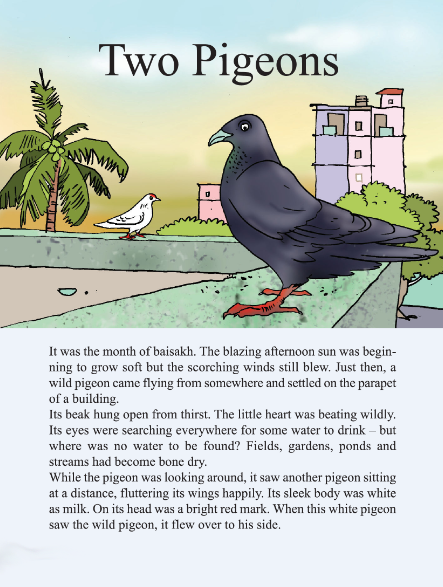 Two Pigeons
It was the month of baisakh. The blazing afternoon sun was begin-
ning to grow soft but the scorching winds still blew. Just then, a
wild pigeon came flying from somewhere and settled on the parapet
of a building.
Its beak hung open from thirst. The little heart was beating wildly.
Its eyes were searching everywhere for some water to drink – but
where was no water to be found? Fields, gardens, ponds and
streams had become bone dry.
While the pigeon was looking around, it saw another pigeon sitting
at a distance, fluttering its wings happily. Its sleek body was white
as milk. On its head was a bright red mark. When this white pigeon
saw the wild pigeon, it flew over to his side.